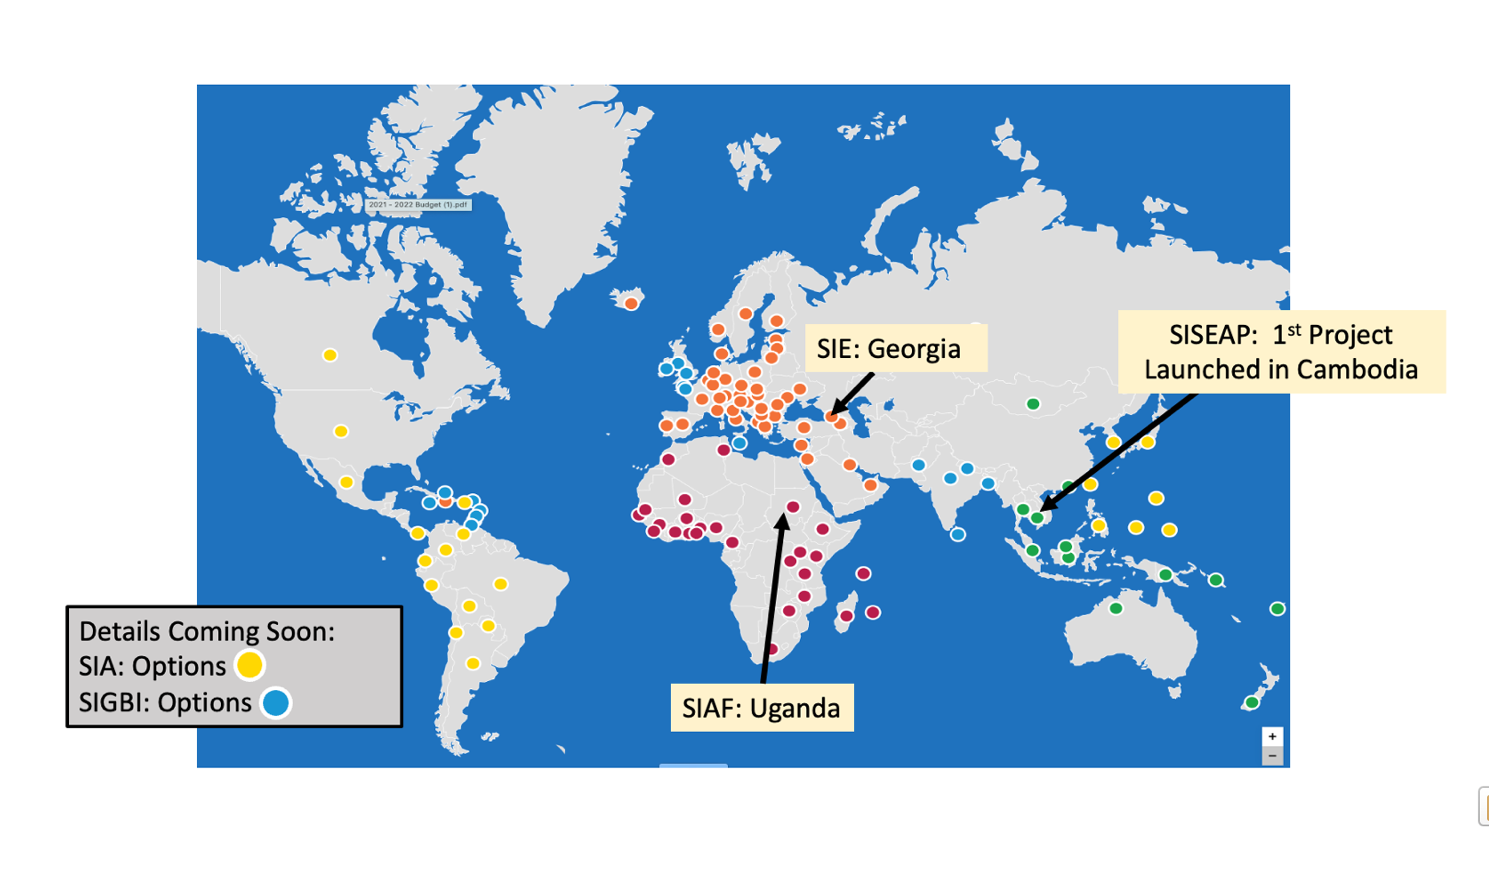 2021 - 2022 Budget (1).pdf
SIE: Georgia
SISEAP: 1st Project
Launched in Cambodia
Details Coming Soon:
SIA: Options
SIGBI: Options
SIAF: Uganda
+
−